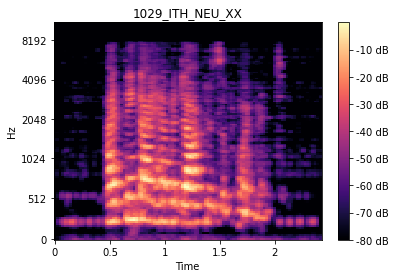 1029_ITH_NEU_XX
8192
4096
2048
1024
512
0
Hz
0
0.5
1
1.5
2
Time
-10 dB
-20 dB
-30 dB
-40 dB
-50 dB
-60 dB
-70 dB
-80 dB